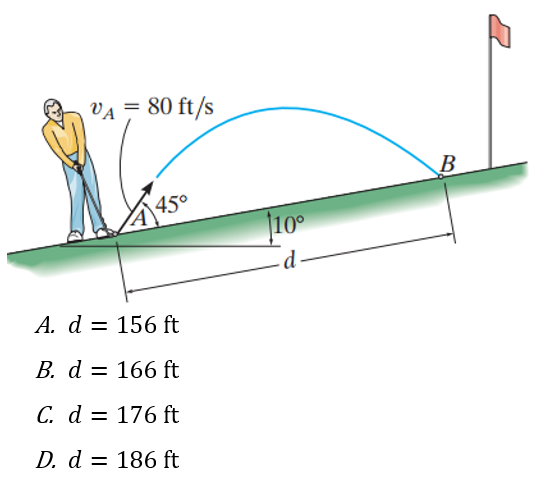 v_A = 80 ft/s
B
45°
A
10°
d
A. d = 156 ft
B. d = 166 ft
C. d = 176 ft
D. d = 186 ft